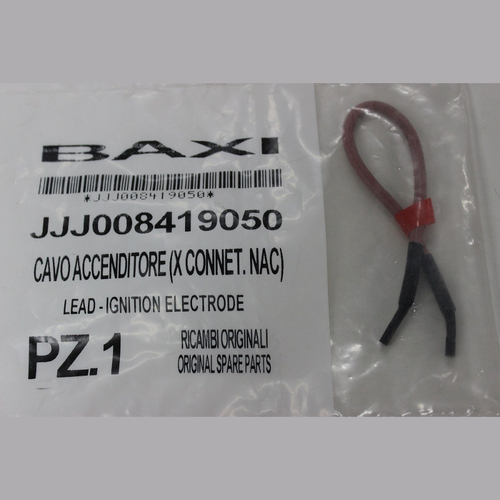 BAXI
*JJJ008419050*
JJJ008419050
CAVO ACCENDITORE (X CONNET. NAC)
LEAD - IGNITION ELECTRODE
PZ.1
RICAMBI ORIGINALI
ORIGINAL SPARE PARTS